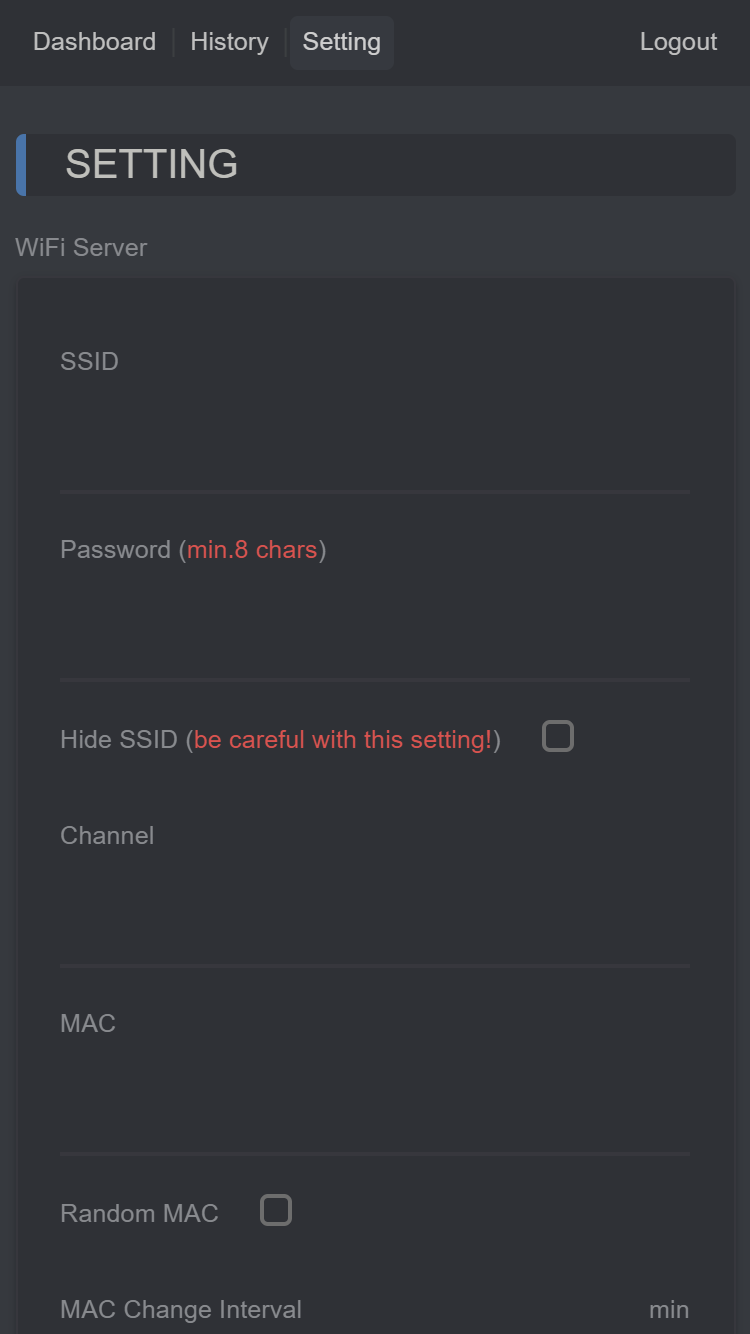 Dashboard History Setting Logout
SETTING
WiFi Server
SSID
Password (min.8 chars)
Hide SSID (be careful with this setting!)
Channel
MAC
Random MAC
MAC Change Interval min